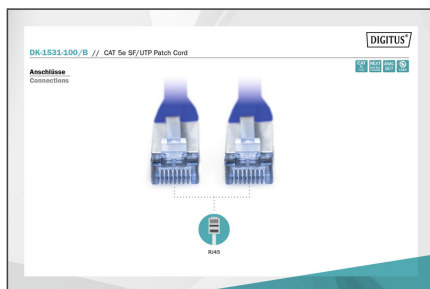 DIGITUS®
DK-1531-100/B // CAT 5e SF/UTP Patch Cord
Anschlüsse
Connections
RJ45